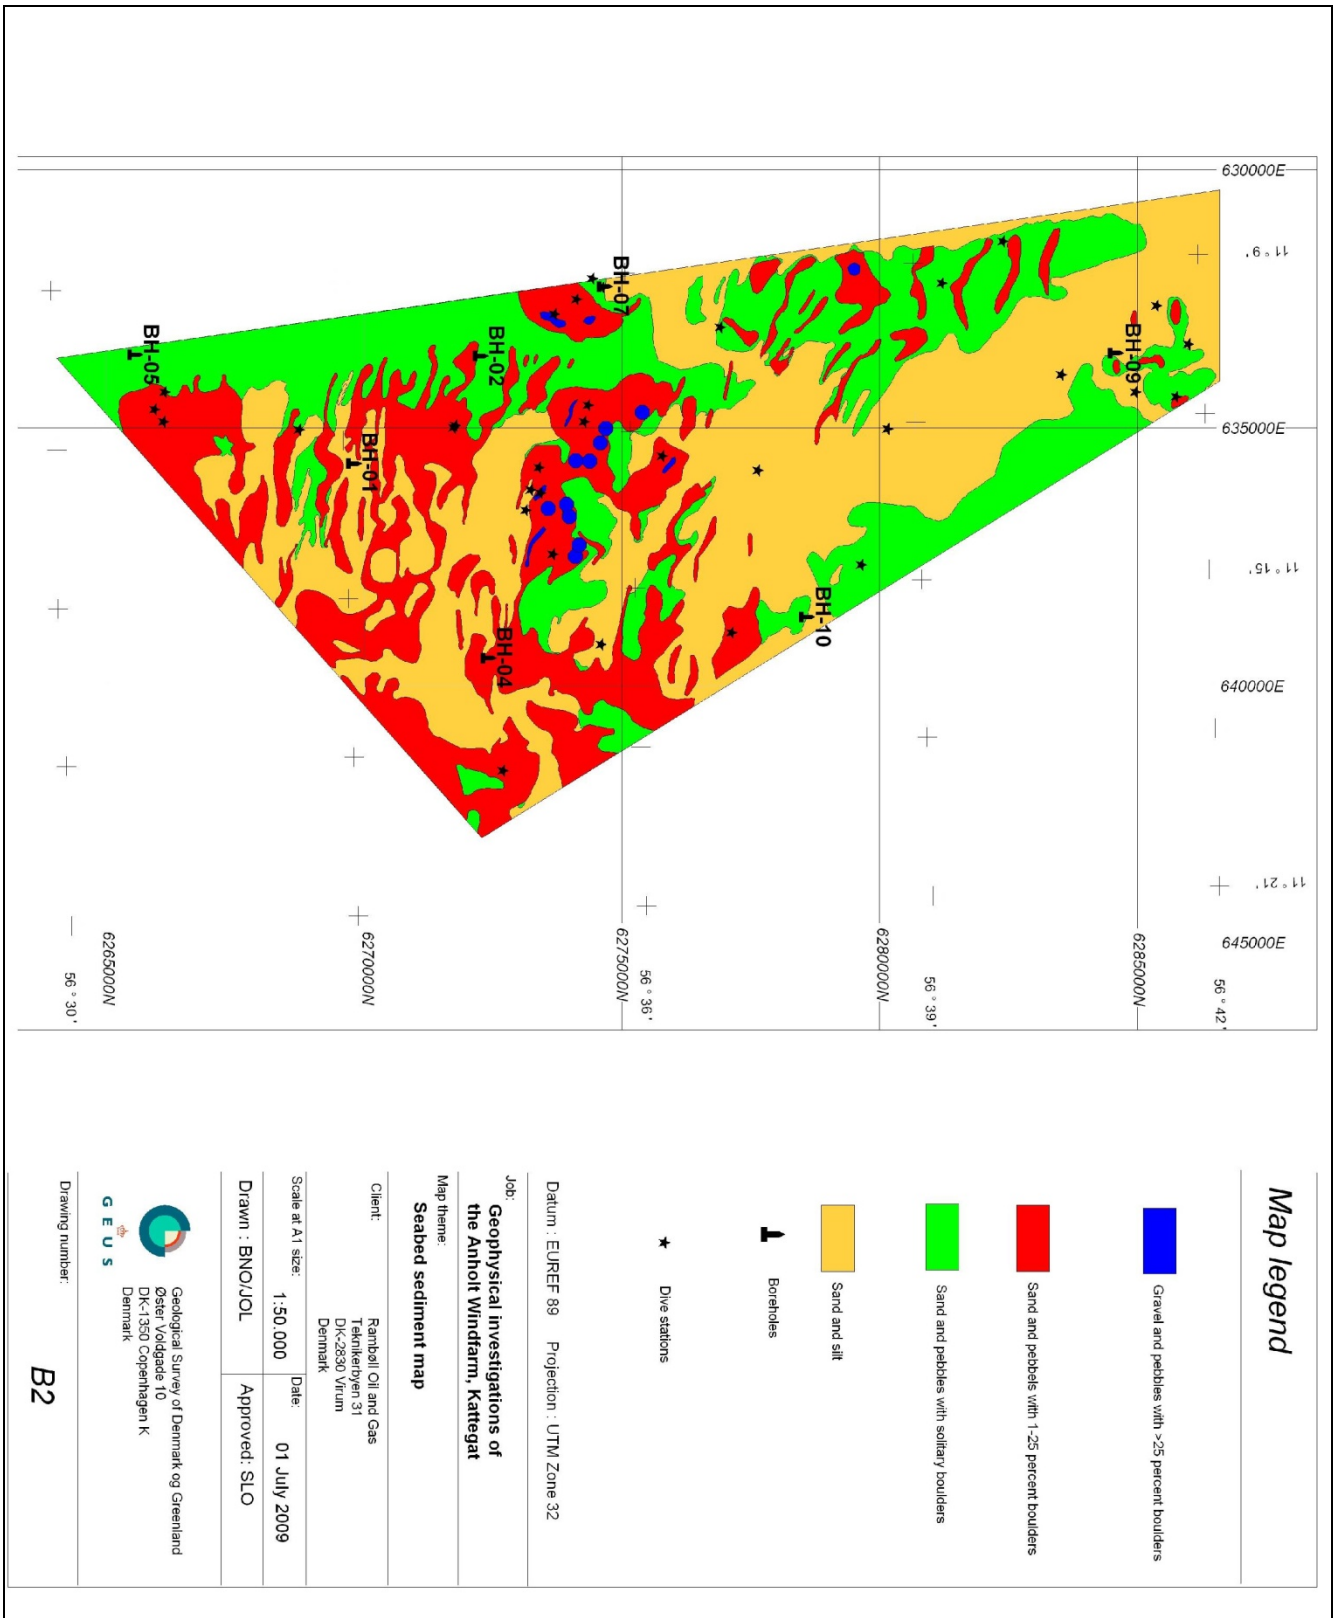 630000E
11 ° 9 '
BH-09
BH-07
BH-02
BH-05
635000E
BH-01
11 ° 15 '
BH-10
BH-04
640000E
11 ° 21 '
645000E
6265000N
6270000N
6275000N
6280000N
6285000N
56 ° 30 '
56 ° 36 '
56 ° 39 '
56 ° 42 '
Map legend
Gravel and pebbles with >25 percent boulders
Sand and pebbels with 1-25 percent boulders
Sand and pebbles with solitary boulders
Sand and silt
Boreholes
Dive stations
Datum : EUREF 89 Projection : UTM Zone 32
Job:
Geophysical investigations of
the Anholt Windfarm, Kattegat
Map theme:
Seabed sediment map
Client:
Rambøll Oil and Gas
Teknikerbyen 31
DK-2830 Virum
Denmark
Scale at A1 size:
1:50.000
Date:
01 July 2009
Drawn : BNO/JOL
Approved: SLO
GEUS
Geological Survey of Denmark og Greenland
Øster Voldgade 10
DK-1350 Copenhagen K
Denmark
Drawing number:
B2